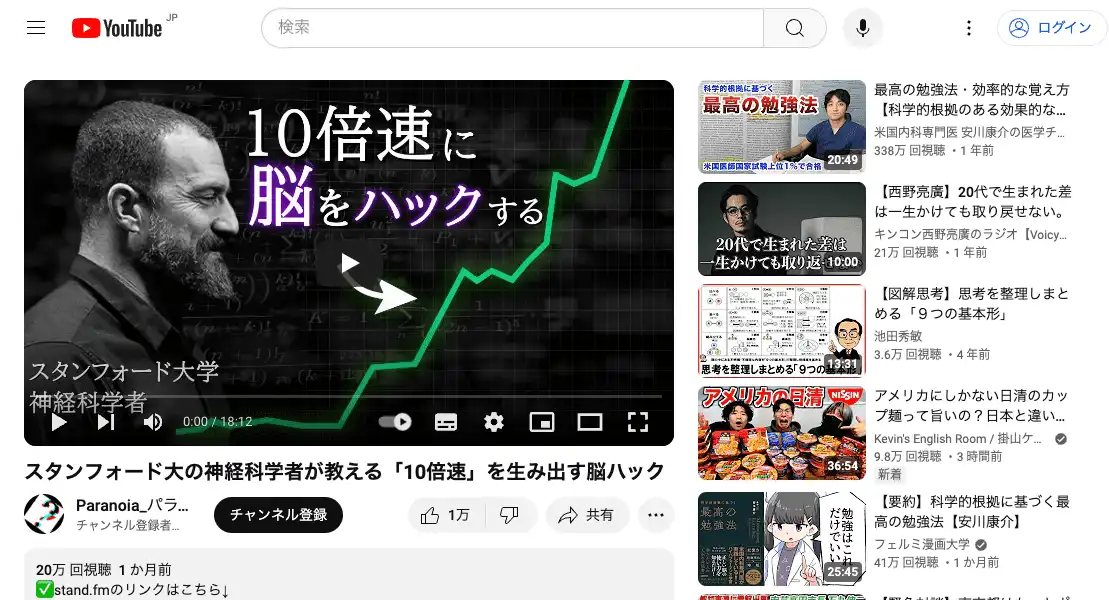 YouTube JP
検索
ログイン
10倍速に
脳をハックする
スタンフォード大学
神経科学者
0:00 / 18:12
スタンフォード大の神経科学者が教える「10倍速」を生み出す脳ハック
Paranoia_パラ...
チャンネル登録者...
チャンネル登録
1万
共有
20万 回視聴 1 か月前
✅stand.fmのリンクはこちら↓
科学的根拠に基づく
最高の勉強法
米国医師国家試験上位1%で合格
20:49
最高の勉強法・効率的な覚え方
【科学的根拠のある効果的な...
米国内科専門医 安川康介の医学チ...
338万 回視聴 ・1 年前
20代で生まれた差は
一生かけても取り返
10:00
【西野亮廣】20代で生まれた差
は一生かけても取り戻せない。
キンコン西野亮廣のラジオ【Voicy...
21万 回視聴 ・1 年前
思考を整理しまとめる「9つの基本形」
13:31
【図解思考】思考を整理しまと
める「９つの基本形」
池田秀敏
3.6万 回視聴 ・4 年前
アメリカの日清
NISSIN
36:54
アメリカにしかない日清のカッ
プ麺って旨いの？日本と違い...
Kevin's English Room / 掛山ケ...
9.8万 回視聴 ・3 時間前
新着
最高の
勉強法
勉強はこれ
だけでいい
25:45
【要約】科学的根拠に基づく最
高の勉強法【安川康介】
フェルミ漫画大学
41万 回視聴 ・1 か月前